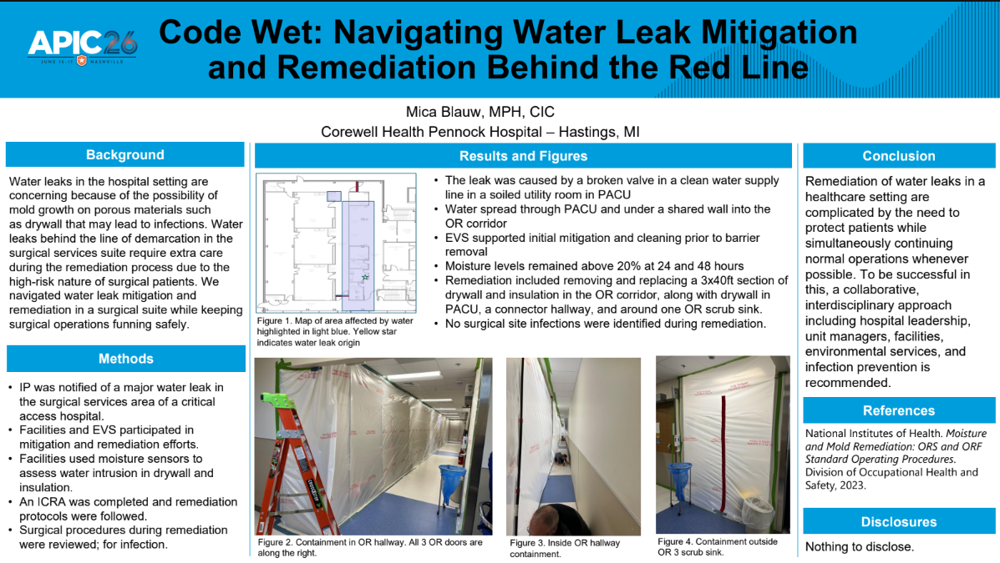 APIC26
JUNE 15-17 NASHVILLE
Code Wet: Navigating Water Leak Mitigation
and Remediation Behind the Red Line
Mica Blauw, MPH, CIC
Corewell Health Pennock Hospital – Hastings, MI
Background
Water leaks in the hospital setting are
concerning because of the possibility of
mold growth on porous materials such
as drywall that may lead to infections. Water
leaks behind the line of demarcation in the
surgical services suite require extra care
during the remediation process due to the
high-risk nature of surgical patients. We
navigated water leak mitigation and
remediation in a surgical suite while keeping
surgical operations funning safely.
Methods
• IP was notified of a major water leak in
the surgical services area of a critical
access hospital.
• Facilities and EVS participated in
mitigation and remediation efforts.
• Facilities used moisture sensors to
assess water intrusion in drywall and
insulation.
• An ICRA was completed and remediation
protocols were followed.
• Surgical procedures during remediation
were reviewed; for infection.
Results and Figures
Figure 1. Map of area affected by water
highlighted in light blue. Yellow star
indicates water leak origin
• The leak was caused by a broken valve in a clean water supply
line in a soiled utility room in PACU
• Water spread through PACU and under a shared wall into the
OR corridor
• EVS supported initial mitigation and cleaning prior to barrier
removal
• Moisture levels remained above 20% at 24 and 48 hours
• Remediation included removing and replacing a 3x40ft section of
drywall and insulation in the OR corridor, along with drywall in
PACU, a connector hallway, and around one OR scrub sink.
• No surgical site infections were identified during remediation.
Figure 2. Containment in OR hallway. All 3 OR doors are
along the right.
Figure 3. Inside OR hallway
containment.
Figure 4. Containment outside
OR 3 scrub sink.
Conclusion
Remediation of water leaks in a
healthcare setting are
complicated by the need to
protect patients while
simultaneously continuing
normal operations whenever
possible. To be successful in
this, a collaborative,
interdisciplinary approach
including hospital leadership,
unit managers, facilities,
environmental services, and
infection prevention is
recommended.
References
National Institutes of Health. Moisture
and Mold Remediation: ORS and ORF
Standard Operating Procedures.
Division of Occupational Health and
Safety, 2023.
Disclosures
Nothing to disclose.